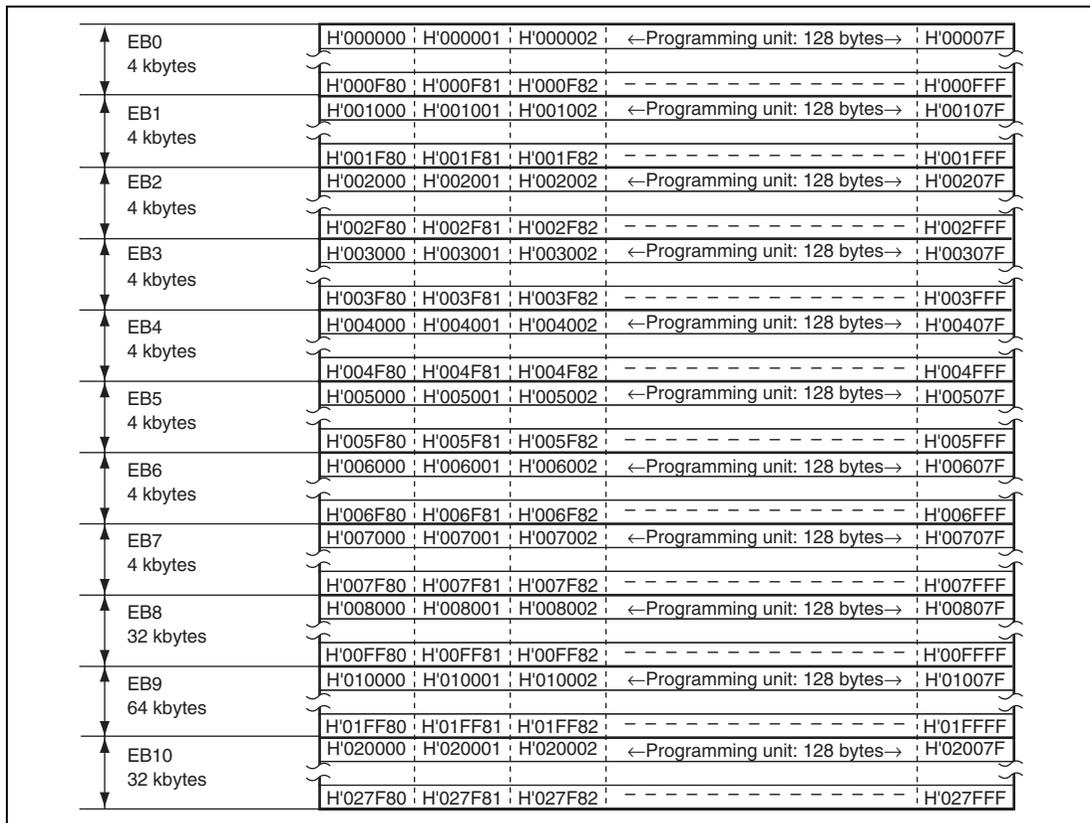 EB0 H'000000 H'000001 H'000002 ←Programming unit: 128 bytes→ H'00007F
4 kbytes
H'000F80 H'000F81 H'000F82 – – – – – – – – – – – – – – H'000FFF
EB1 H'001000 H'001001 H'001002 ←Programming unit: 128 bytes→ H'00107F
4 kbytes
H'001F80 H'001F81 H'001F82 – – – – – – – – – – – – – – H'001FFF
EB2 H'002000 H'002001 H'002002 ←Programming unit: 128 bytes→ H'00207F
4 kbytes
H'002F80 H'002F81 H'002F82 – – – – – – – – – – – – – – H'002FFF
EB3 H'003000 H'003001 H'003002 ←Programming unit: 128 bytes→ H'00307F
4 kbytes
H'003F80 H'003F81 H'003F82 – – – – – – – – – – – – – – H'003FFF
EB4 H'004000 H'004001 H'004002 ←Programming unit: 128 bytes→ H'00407F
4 kbytes
H'004F80 H'004F81 H'004F82 – – – – – – – – – – – – – – H'004FFF
EB5 H'005000 H'005001 H'005002 ←Programming unit: 128 bytes→ H'00507F
4 kbytes
H'005F80 H'005F81 H'005F82 – – – – – – – – – – – – – – H'005FFF
EB6 H'006000 H'006001 H'006002 ←Programming unit: 128 bytes→ H'00607F
4 kbytes
H'006F80 H'006F81 H'006F82 – – – – – – – – – – – – – – H'006FFF
EB7 H'007000 H'007001 H'007002 ←Programming unit: 128 bytes→ H'00707F
4 kbytes
H'007F80 H'007F81 H'007F82 – – – – – – – – – – – – – – H'007FFF
EB8 H'008000 H'008001 H'008002 ←Programming unit: 128 bytes→ H'00807F
32 kbytes
H'00FF80 H'00FF81 H'00FF82 – – – – – – – – – – – – – – H'00FFFF
EB9 H'010000 H'010001 H'010002 ←Programming unit: 128 bytes→ H'01007F
64 kbytes
H'01FF80 H'01FF81 H'01FF82 – – – – – – – – – – – – – – H'01FFFF
EB10 H'020000 H'020001 H'020002 ←Programming unit: 128 bytes→ H'02007F
32 kbytes
H'027F80 H'027F81 H'027F82 – – – – – – – – – – – – – – H'027FFF